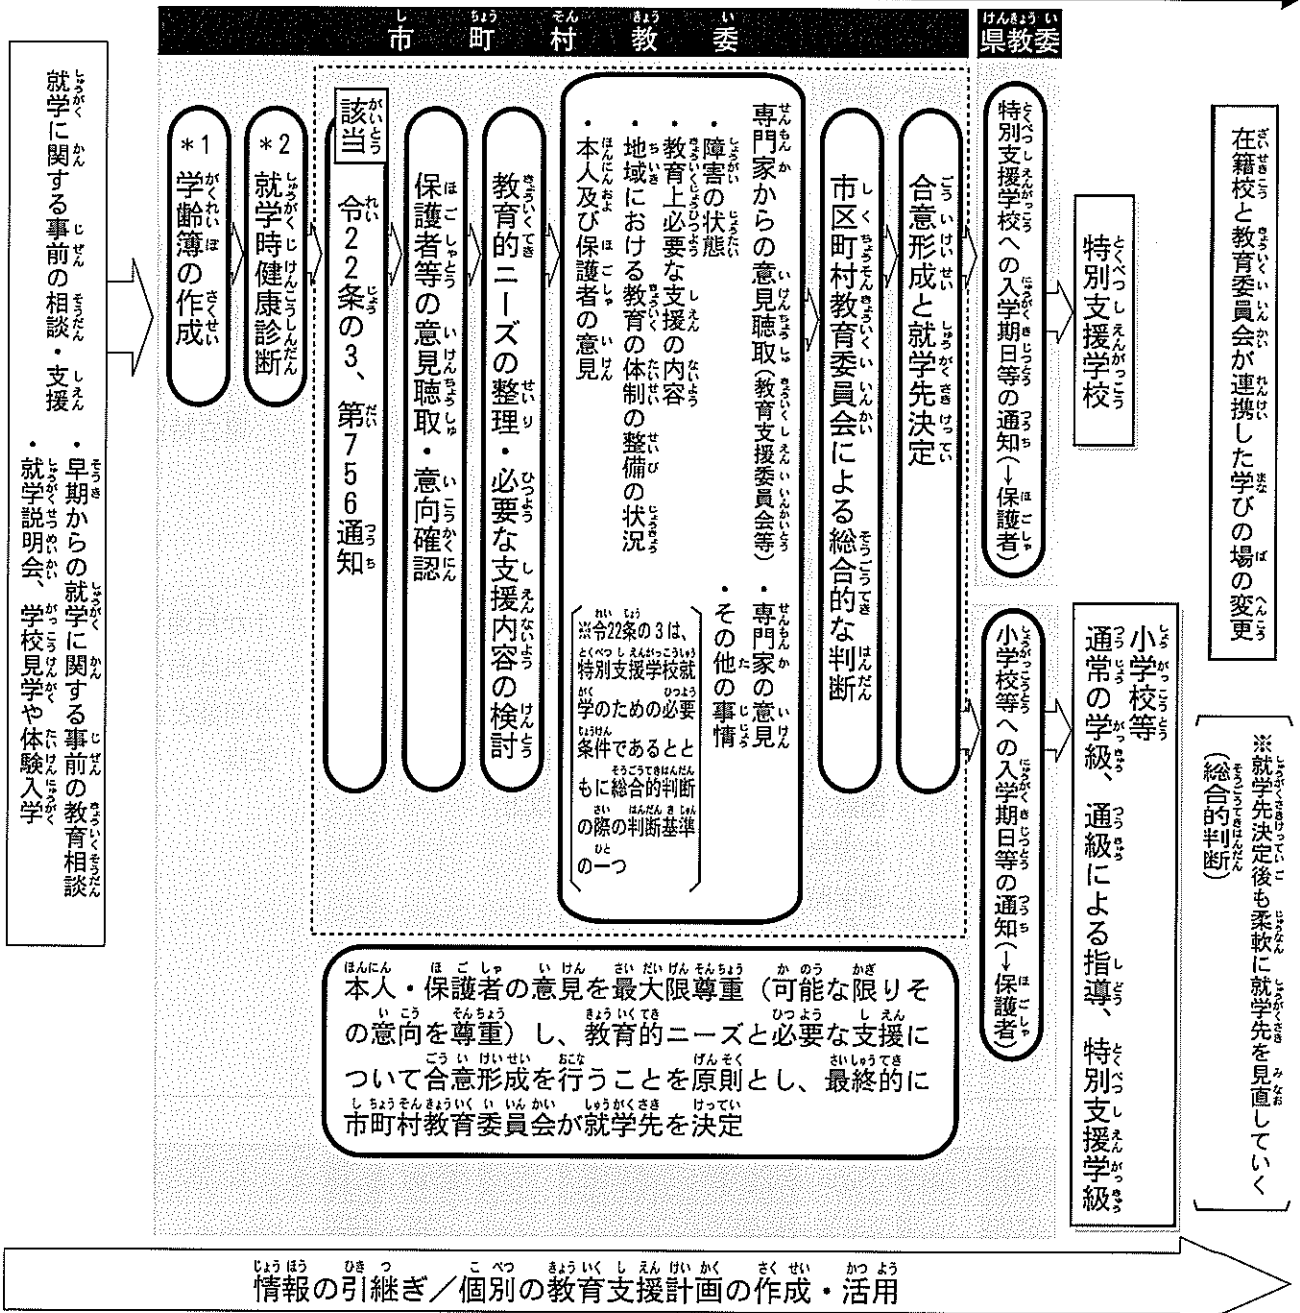 市町村教委
県教委
就学に関する事前の相談・支援
・早期からの就学に関する事前の教育相談
・就学説明会、学校見学や体験入学
*1 学齢簿の作成
*2 就学時健康診断
該当 令22条の3、第756通知
保護者等の意見聴取・意向確認
教育的ニーズの整理・必要な支援内容の検討
専門家からの意見聴取(教育支援委員会等)
・障害の状態
・教育上必要な支援の内容
・地域における教育の体制の整備の状況
・本人及び保護者の意見
・専門家の意見
・その他の事情
※令22条の3は、
特別支援学校就
学のための必要
条件であるとと
もに総合的判断
の際の判断基準
の一つ
市区町村教育委員会による総合的な判断
合意形成と就学先決定
特別支援学校への入学期日等の通知(→保護者)
小学校等への入学期日等の通知(→保護者)
特別支援学校
小学校等
通常の学級、通級による指導、特別支援学級
在籍校と教育委員会が連携した学びの場の変更
※就学先決定後も柔軟に就学先を見直していく
(総合的判断)
本人・保護者の意見を最大限尊重(可能な限りそ
の意向を尊重)し、教育的ニーズと必要な支援に
ついて合意形成を行うことを原則とし、最終的に
市町村教育委員会が就学先を決定
情報の引継ぎ/個別の教育支援計画の作成・活用